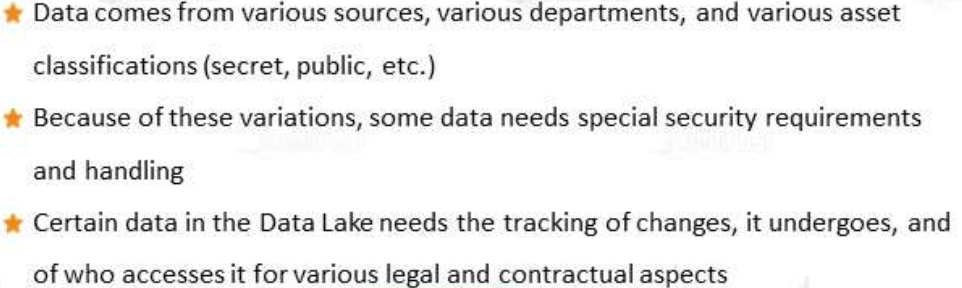 Data comes from various sources, various departments, and various asset
classifications (secret, public, etc.)
Because of these variations, some data needs special security requirements
and handling
Certain data in the Data Lake needs the tracking of changes, it undergoes, and
of who accesses it for various legal and contractual aspects